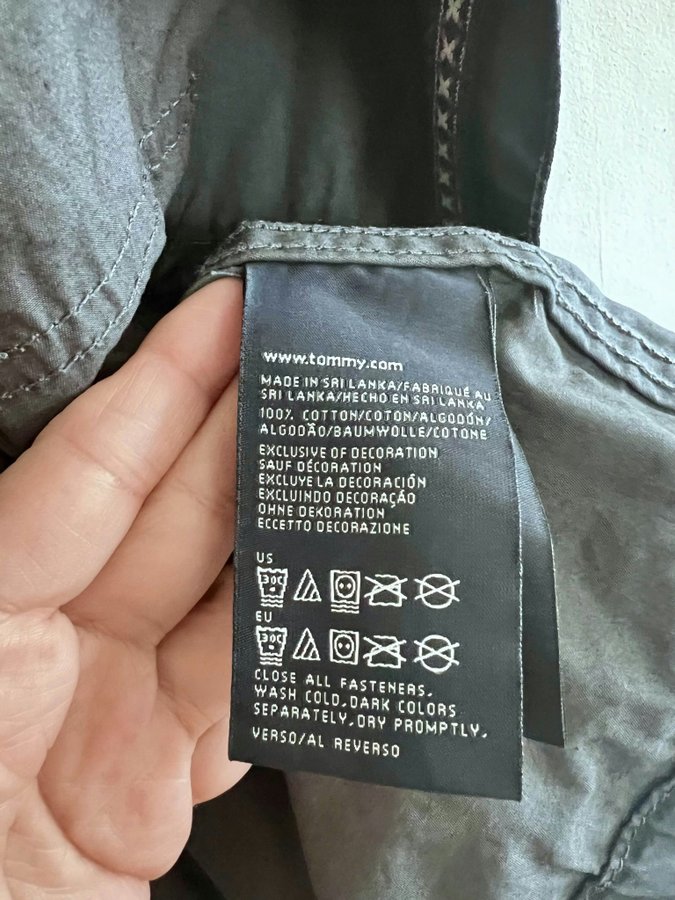 www.tommy.com
MADE IN SRI LANKA/FABRIQUÉ AU
SRI LANKA/HECHO EN SRI LANKA
100% COTTON/COTON/ALGODÓN/
ALGODÃO/BAUMWOLLE/COTONE
EXCLUSIVE OF DECORATION
SAUF DÉCORATION
EXCLUYE LA DECORACIÓN
EXCLUINDO DECORAÇÃO
OHNE DEKORATION
ECCETTO DECORAZIONE
US
30C
EU
30C
CLOSE ALL FASTENERS.
WASH COLD.DARK COLORS
SEPARATELY.DRY PROMPTLY.
VERSO/AL REVERSO